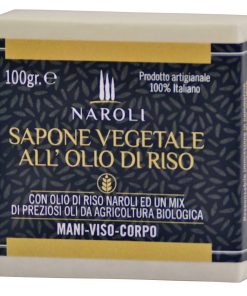 100gr.e
Prodotto artigianale
100% Italiano
NAROLI
SAPONE VEGETALE
ALL' OLIO DI RISO
CON OLIO DI RISO NAROLI ED UN MIX
DI PREZIOSI OLI DA AGRICOLTURA BIOLOGICA
MANI-VISO-CORPO